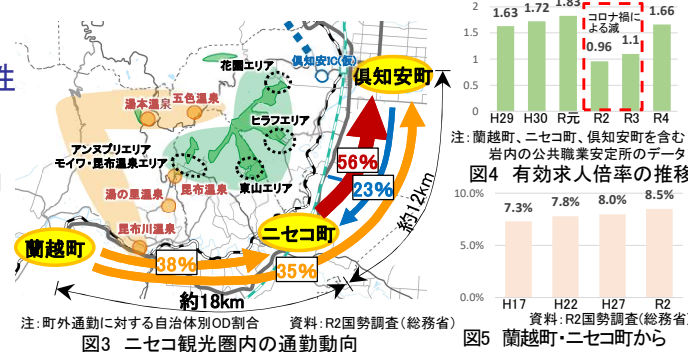 性
花園エリア
倶知安IC(仮)
倶知安町
湯本温泉
五色温泉
ヒラフエリア
アンヌプリエリア
モイワ・昆布温泉エリア
昆布温泉
東山エリア
湯の里温泉
昆布川温泉
56%
23%
約12km
ニセコ町
蘭越町
38%
35%
約18km
注:町外通勤に対する自治体別OD割合 資料:R2国勢調査(総務省)
図3 ニセコ観光圏内の通勤動向
2
1.5
1
0.5
0
1.63
1.72
1.83
0.96
1.1
1.66
コロナ禍に
よる減
H29
H30
R元
R2
R3
R4
注:蘭越町、ニセコ町、倶知安町を含む
岩内の公共職業安定所のデータ
図4 有効求人倍率の推移
10.0%
5.0%
0.0%
7.3%
7.8%
8.0%
8.5%
H17
H22
H27
R2
資料:R2国勢調査(総務省)
図5 蘭越町・ニセコ町から